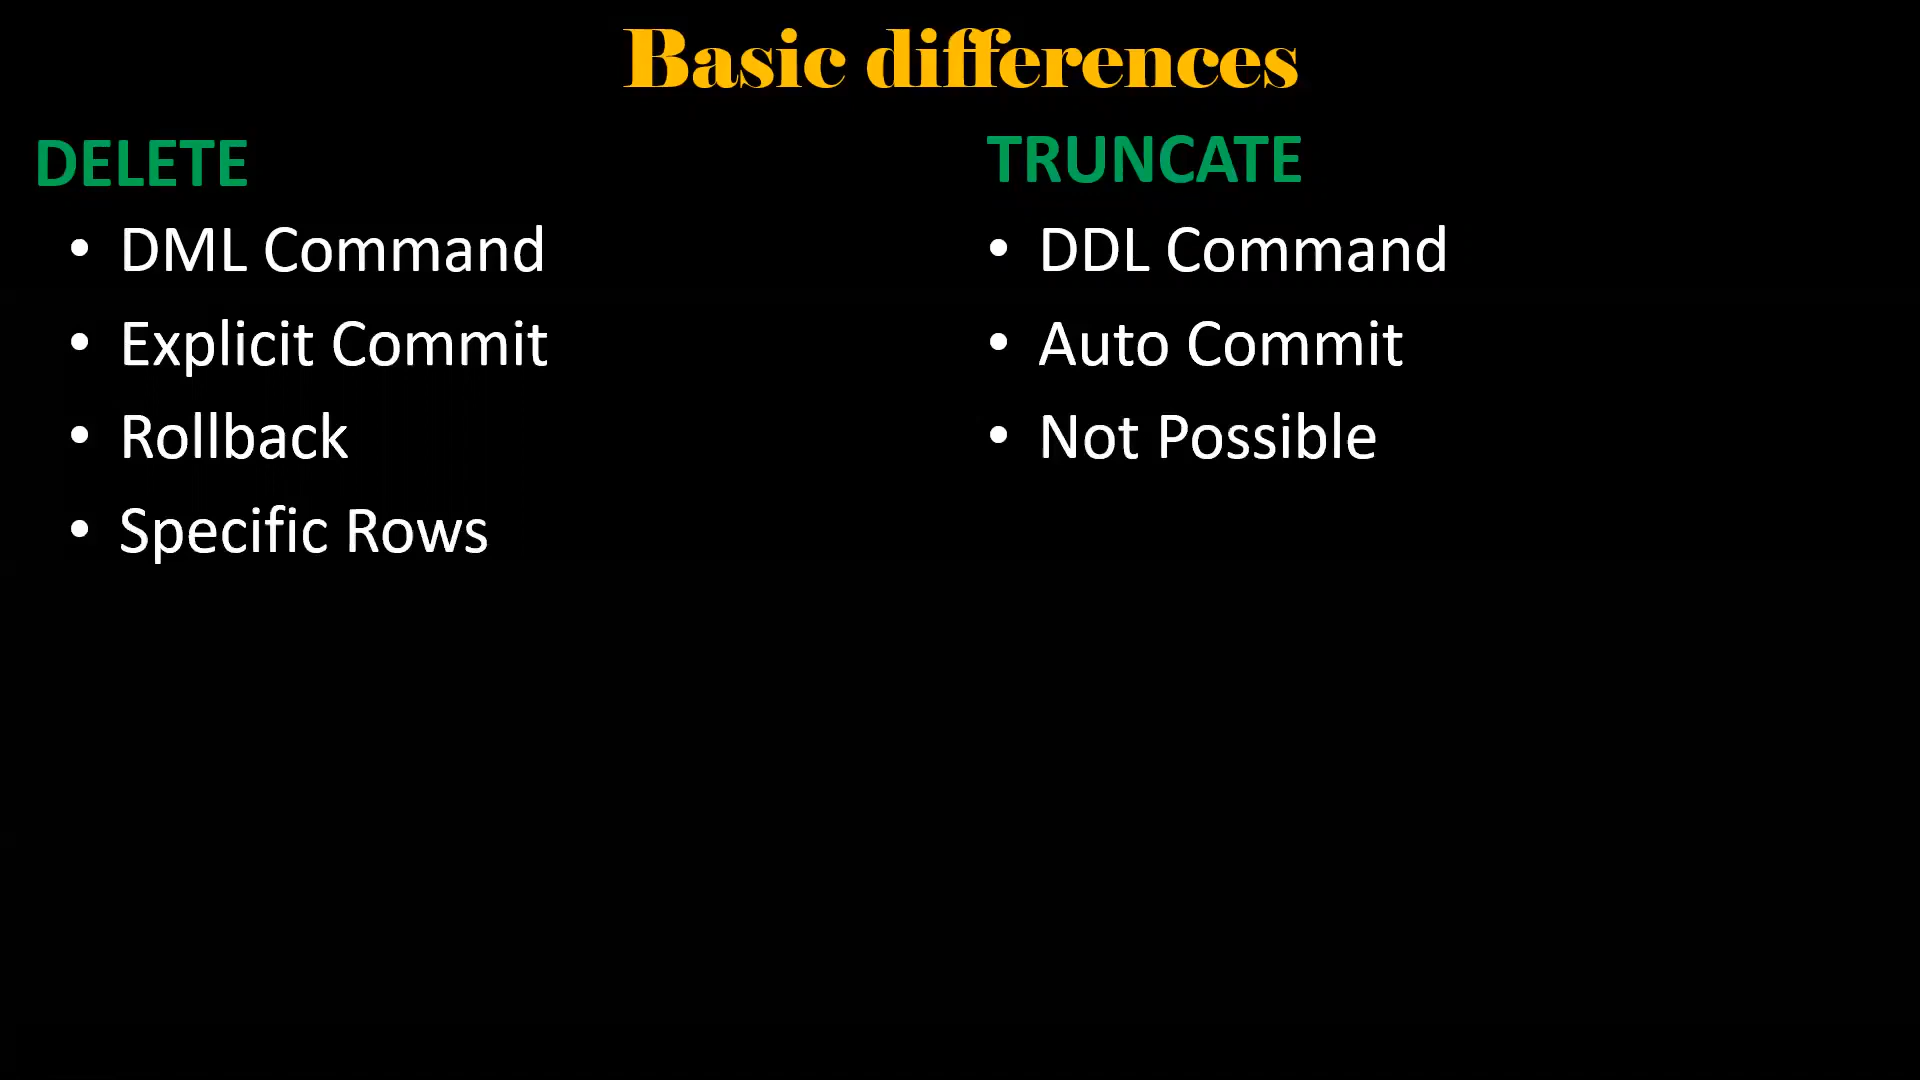 Basic differences
DELETE
• DML Command
• Explicit Commit
• Rollback
• Specific Rows
TRUNCATE
• DDL Command
• Auto Commit
• Not Possible